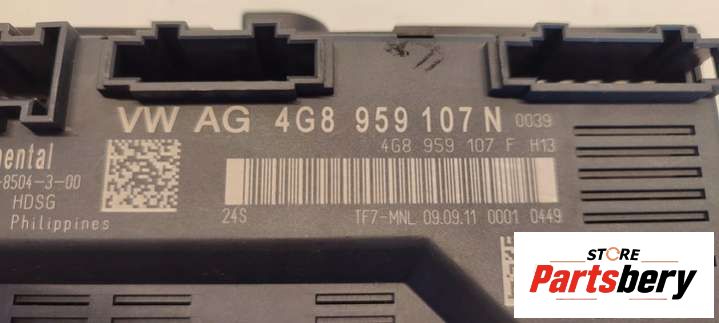 VW AG 4G8 959 107 N 0039
4G8 959 107 F H13
nental
-8504-3-00
HDSG
Philippines
24S
TF7-MNL 09.09.11 0001 0449
STORE
Partsbery